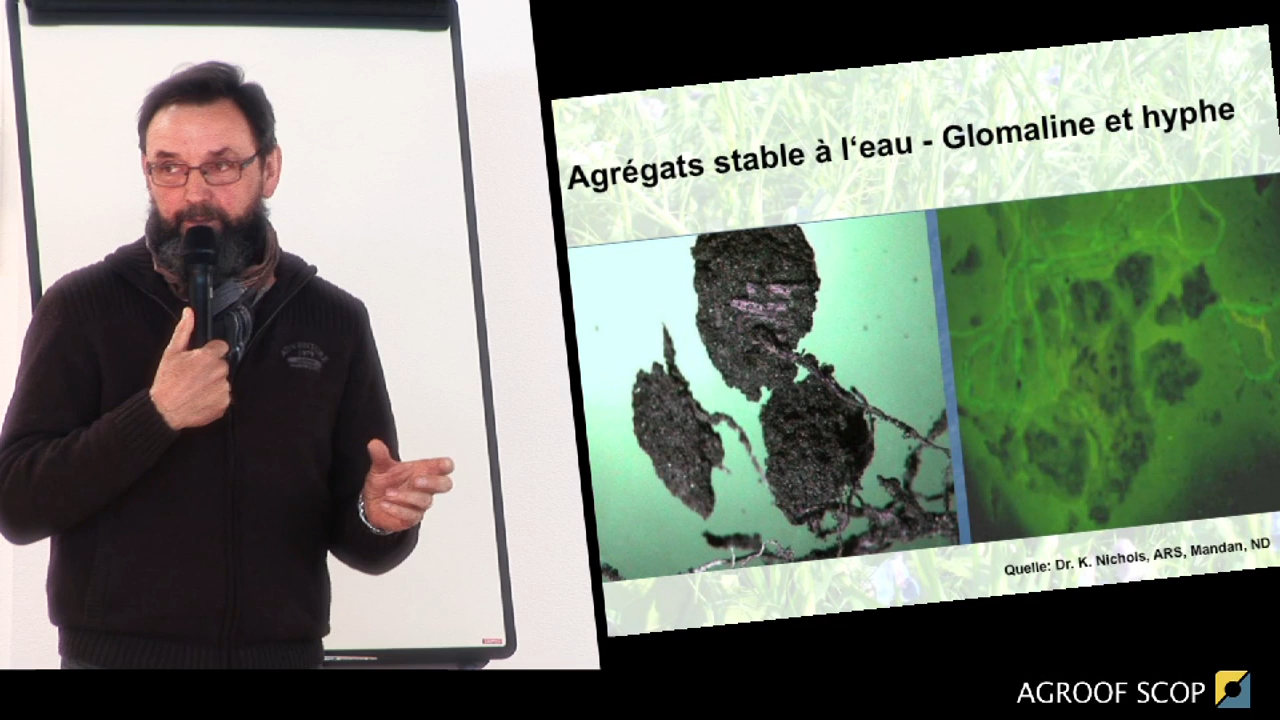 Agrégats stable à l‘eau - Glomaline et hyphe
Quelle: Dr. K. Nichols, ARS, Mandan, ND
AGROOF SCOP